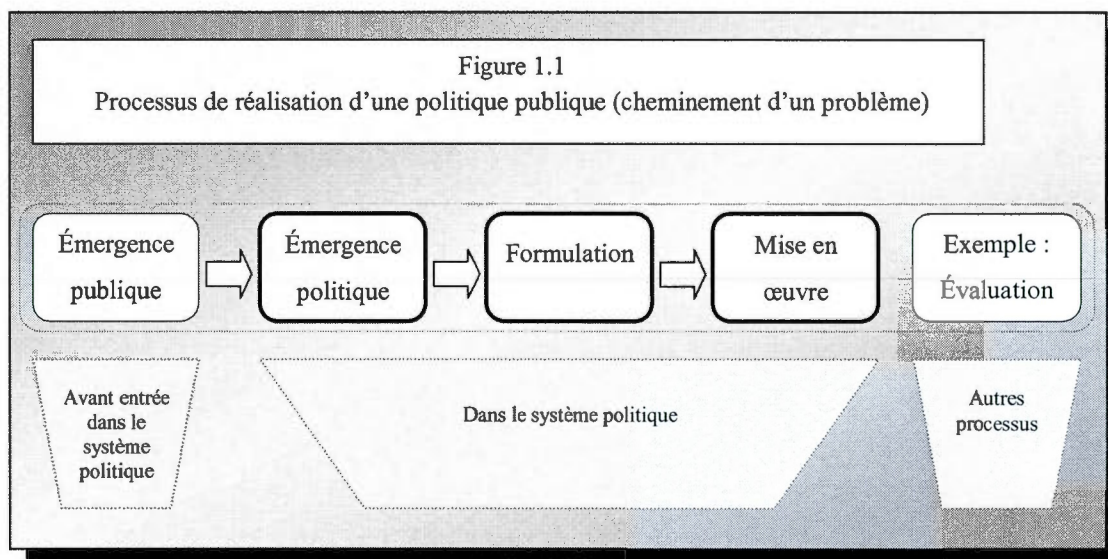 Figure 1.1
Processus de réalisation d'une politique publique (cheminement d'un problème)
Émergence
publique
Émergence
politique
Formulation
Mise en
œuvre
Exemple :
Évaluation
Avant entrée
dans le
système
politique
Dans le système politique
Autres
processus